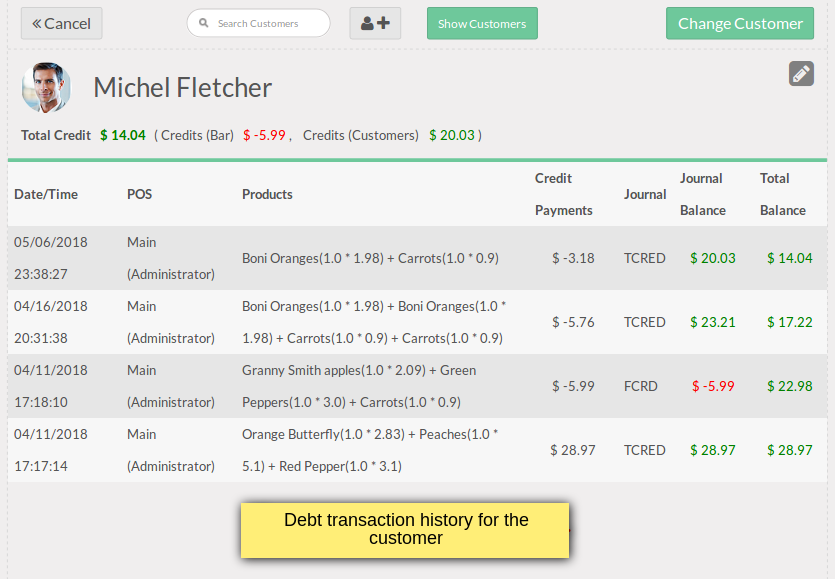 Cancel
Search Customers
Show Customers
Change Customer
Michel Fletcher
Total Credit $ 14.04 ( Credits (Bar) $ -5.99 , Credits (Customers) $ 20.03 )
Date/Time POS Products Credit Payments Journal Journal Balance Total Balance
05/06/2018 23:38:27 Main (Administrator) Boni Oranges(1.0 * 1.98) + Carrots(1.0 * 0.9) $ -3.18 TCRED $ 20.03 $ 14.04
04/16/2018 20:31:38 Main (Administrator) Boni Oranges(1.0 * 1.98) + Boni Oranges(1.0 * 1.98) + Carrots(1.0 * 0.9) + Carrots(1.0 * 0.9) $ -5.76 TCRED $ 23.21 $ 17.22
04/11/2018 17:18:10 Main (Administrator) Granny Smith apples(1.0 * 2.09) + Green Peppers(1.0 * 3.0) + Carrots(1.0 * 0.9) $ -5.99 FCRD $ -5.99 $ 22.98
04/11/2018 17:17:14 Main (Administrator) Orange Butterfly(1.0 * 2.83) + Peaches(1.0 * 5.1) + Red Pepper(1.0 * 3.1) $ 28.97 TCRED $ 28.97 $ 28.97
Debt transaction history for the
customer